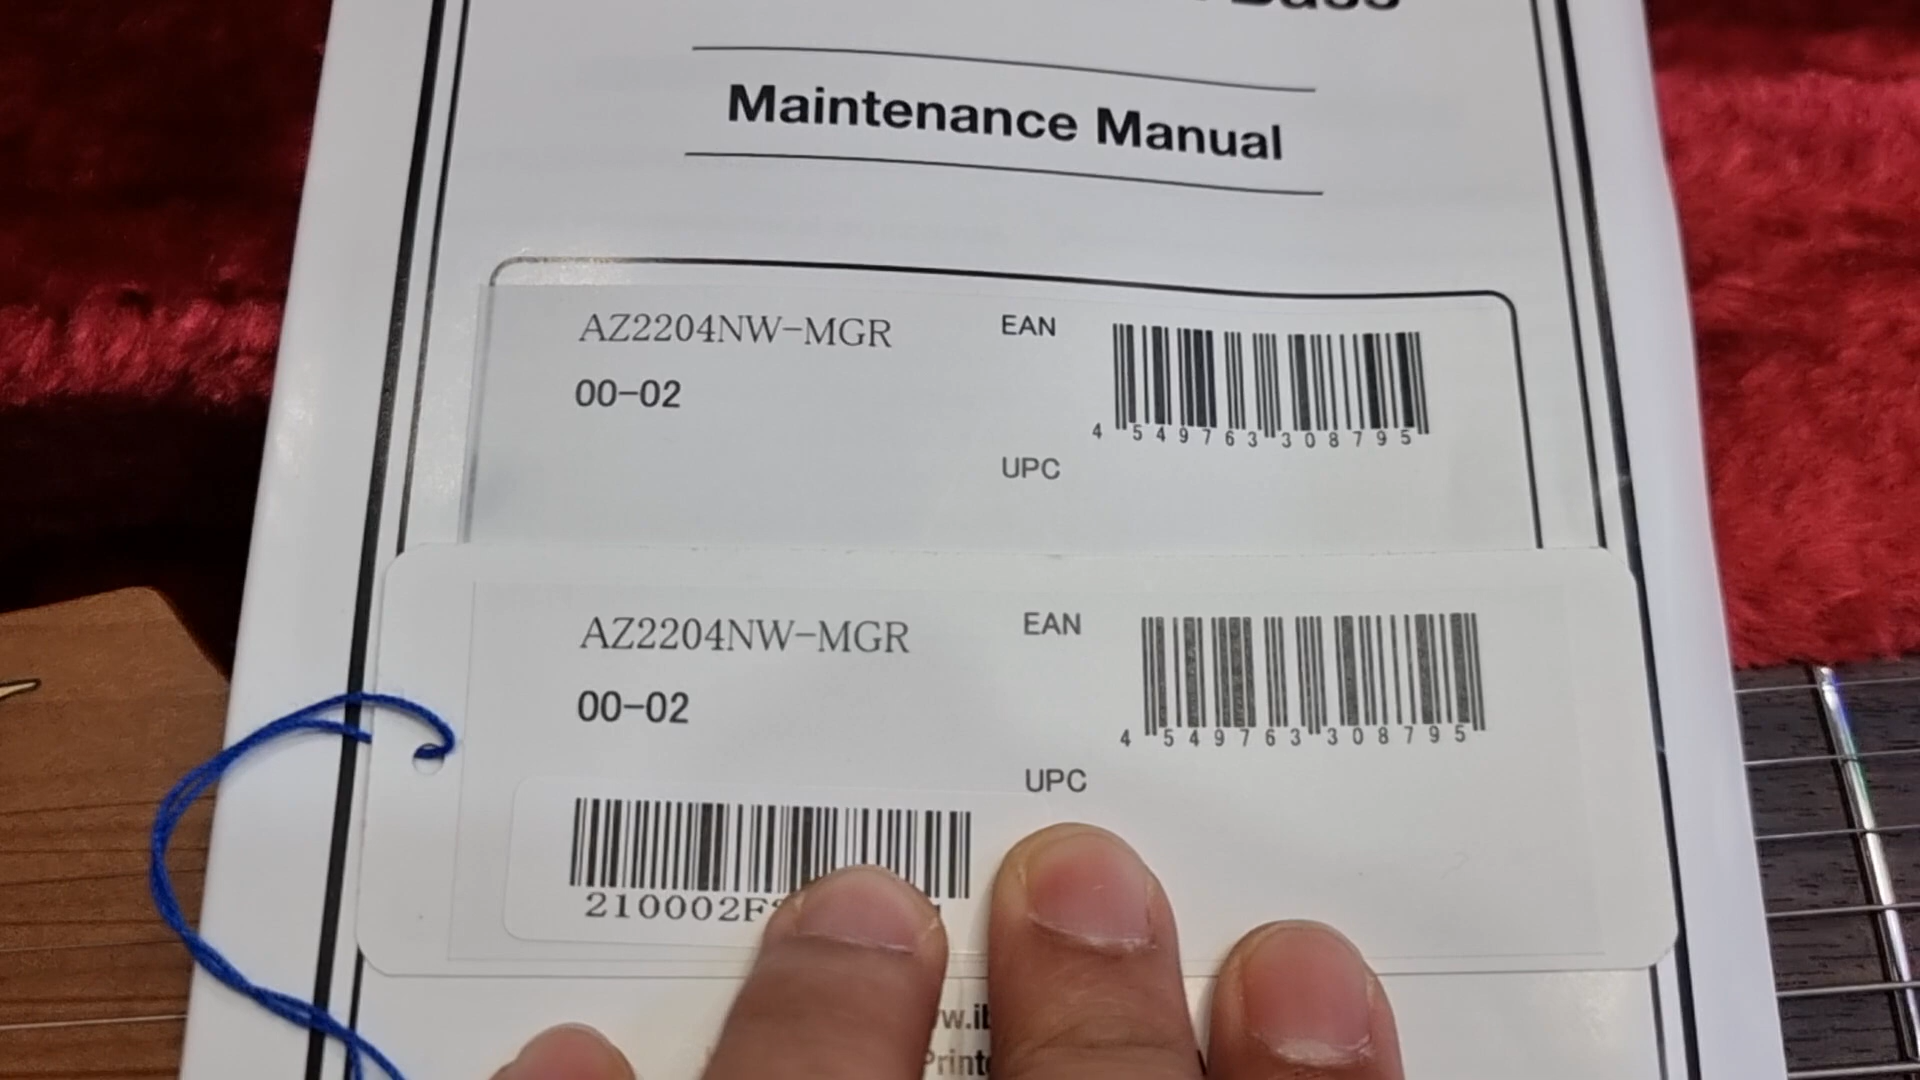 Bass
Maintenance Manual
AZ2204NW-MGR
00-02
EAN
4 549763 308795
UPC
AZ2204NW-MGR
00-02
EAN
4 549763 308795
UPC
210002F